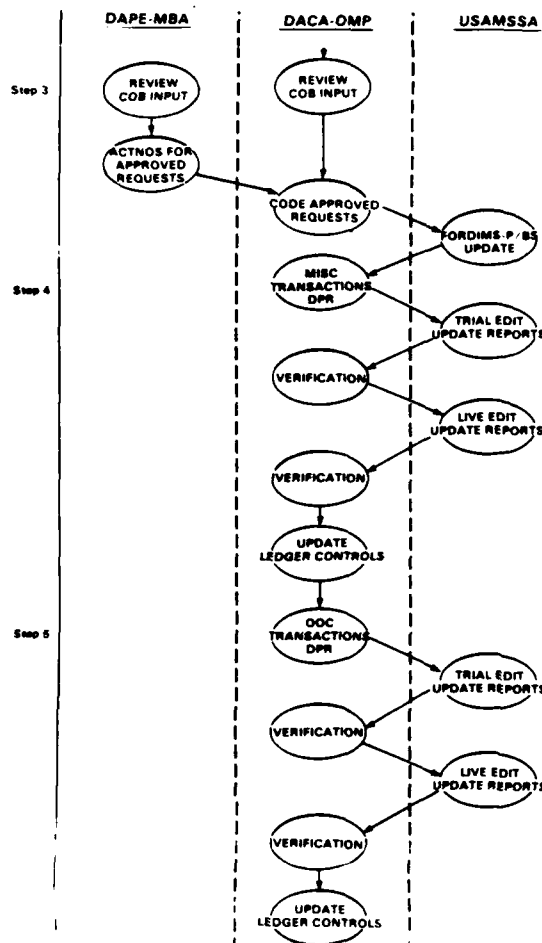 DAPE-MBA DACA-OMP USAMSSA
Step 3
REVIEW
COB INPUT
REVIEW
COB INPUT
ACTNOS FOR
APPROVED
REQUESTS
CODE APPROVED
REQUESTS
FORDIMS-P/BS
UPDATE
Step 4
MISC
TRANSACTIONS
DPR
TRIAL EDIT
UPDATE REPORTS
VERIFICATION
LIVE EDIT
UPDATE REPORTS
VERIFICATION
UPDATE
LEDGER CONTROLS
Step 5
OOC
TRANSACTIONS
DPR
TRIAL EDIT
UPDATE REPORTS
VERIFICATION
LIVE EDIT
UPDATE REPORTS
VERIFICATION
UPDATE
LEDGER CONTROLS